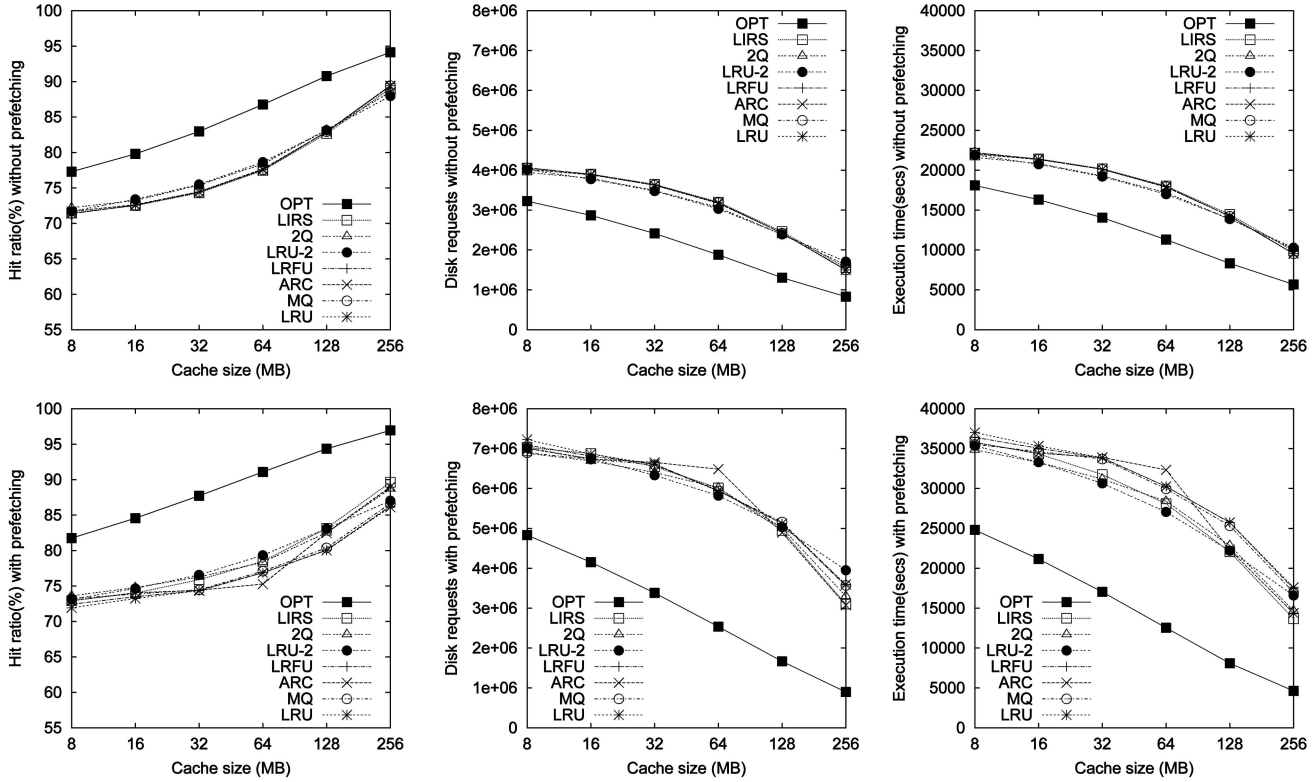 Hit ratio(%) without prefetching
100
95
90
85
80
75
70
65
60
55
OPT
LIRS
2Q
LRU-2
LRFU
ARC
MQ
LRU
8 16 32 64 128 256
Cache size (MB)
Disk requests without prefetching
8e+06
7e+06
6e+06
5e+06
4e+06
3e+06
2e+06
1e+06
0
OPT
LIRS
2Q
LRU-2
LRFU
ARC
MQ
LRU
8 16 32 64 128 256
Cache size (MB)
Execution time(secs) without prefetching
40000
35000
30000
25000
20000
15000
10000
5000
0
OPT
LIRS
2Q
LRU-2
LRFU
ARC
MQ
LRU
8 16 32 64 128 256
Cache size (MB)
Hit ratio(%) with prefetching
100
95
90
85
80
75
70
65
60
55
OPT
LIRS
2Q
LRU-2
LRFU
ARC
MQ
LRU
8 16 32 64 128 256
Cache size (MB)
Disk requests with prefetching
8e+06
7e+06
6e+06
5e+06
4e+06
3e+06
2e+06
1e+06
0
OPT
LIRS
2Q
LRU-2
LRFU
ARC
MQ
LRU
8 16 32 64 128 256
Cache size (MB)
Execution time(secs) with prefetching
40000
35000
30000
25000
20000
15000
10000
5000
0
OPT
LIRS
2Q
LRU-2
LRFU
ARC
MQ
LRU
8 16 32 64 128 256
Cache size (MB)